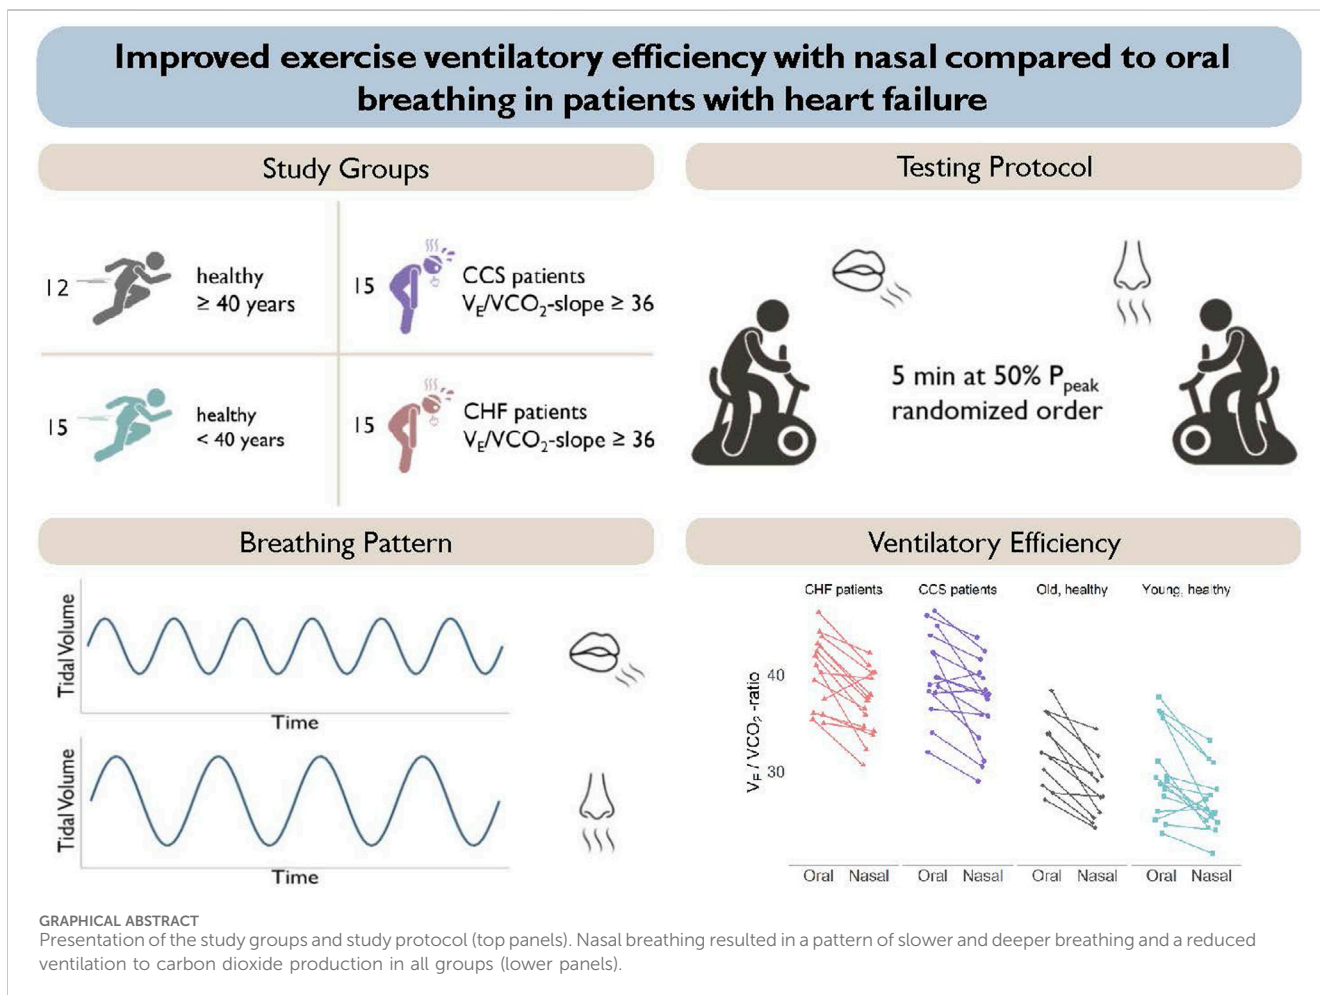 Improved exercise ventilatory efficiency with nasal compared to oral
breathing in patients with heart failure
Study Groups
12
healthy
≥ 40 years
15
CCS patients
VE/VCO2-slope ≥ 36
15
healthy
< 40 years
15
CHF patients
VE/VCO2-slope ≥ 36
Testing Protocol
5 min at 50% Ppeak
randomized order
Breathing Pattern
Tidal Volume
Time
Tidal Volume
Time
Ventilatory Efficiency
CHF patients
CCS patients
Old, healthy
Young, healthy
VE / VCO2 -ratio
40
30
Oral Nasal
Oral Nasal
Oral Nasal
Oral Nasal
GRAPHICAL ABSTRACT
Presentation of the study groups and study protocol (top panels). Nasal breathing resulted in a pattern of slower and deeper breathing and a reduced
ventilation to carbon dioxide production in all groups (lower panels).